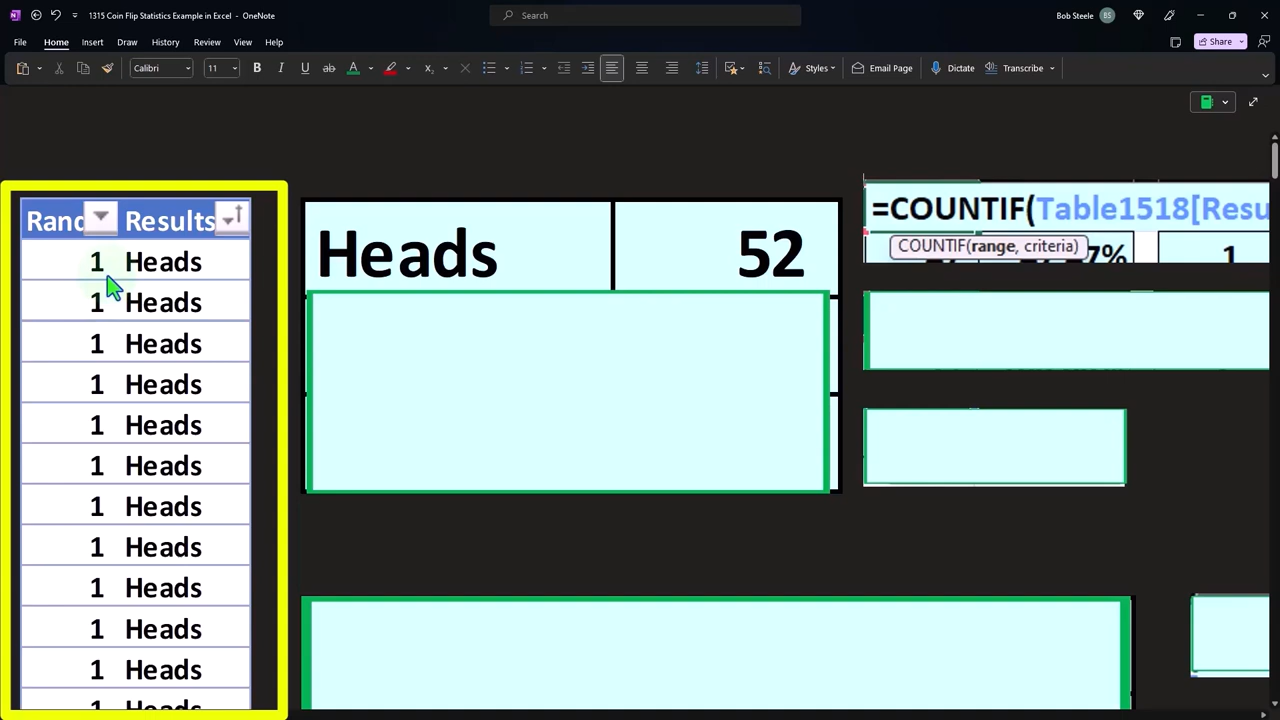 1315 Coin Flip Statistics Example in Excel - OneNote
Search
Bob Steele BS
File Home Insert Draw History Review View Help
Share
Calibri 11 B I U ab A Styles Email Page Dictate Transcribe
Rand Results
1 Heads
1 Heads
1 Heads
1 Heads
1 Heads
1 Heads
1 Heads
1 Heads
1 Heads
1 Heads
1 Heads
Heads
Heads 52
=COUNTIF(Table1518[Resu
COUNTIF(range, criteria)
% 1